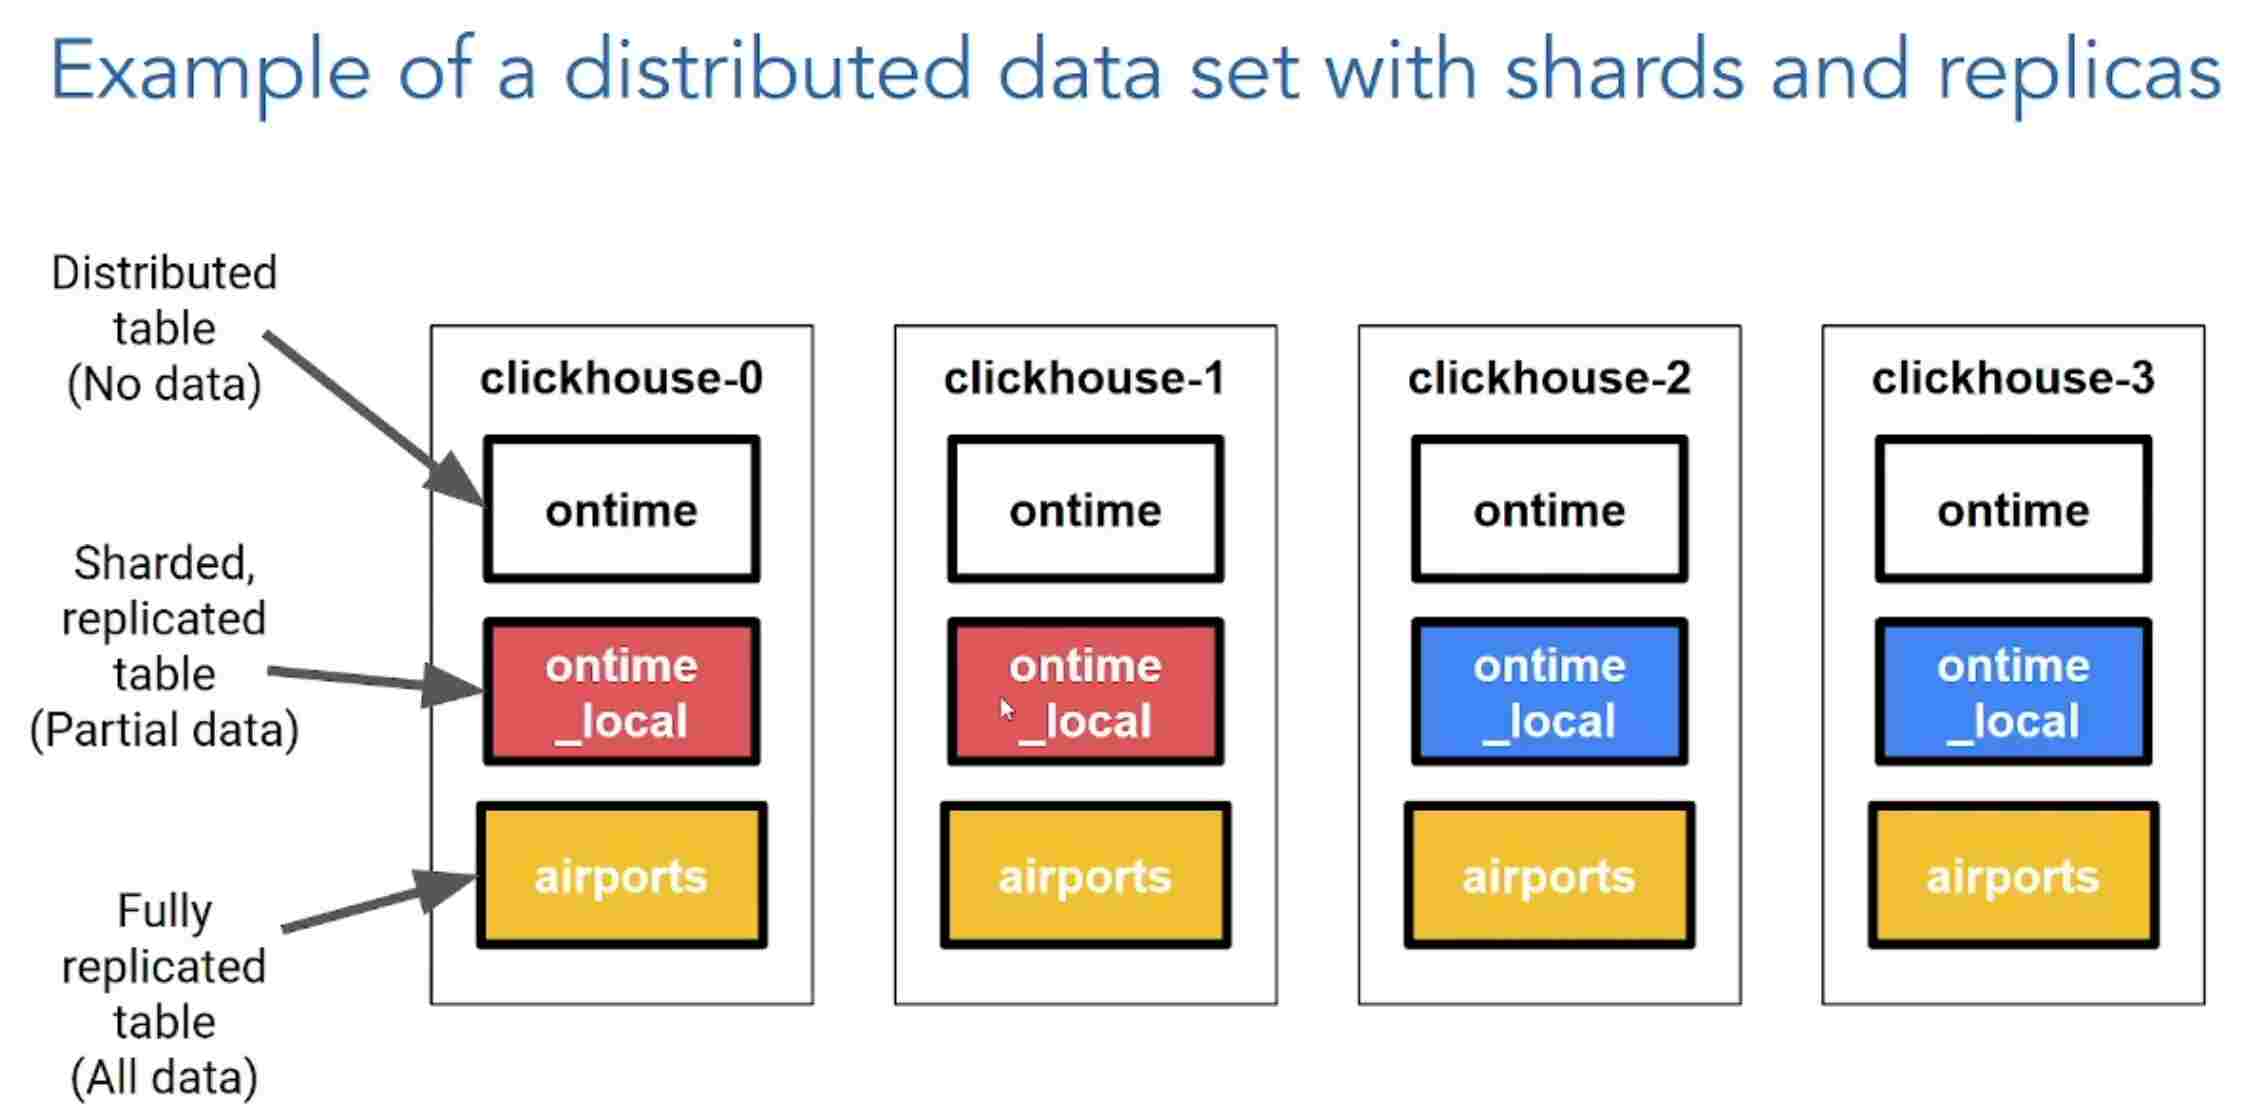 Example of a distributed data set with shards and replicas
Distributed
table
(No data)
Sharded,
replicated
table
(Partial data)
Fully
replicated
table
(All data)
clickhouse-0
ontime
ontime
_local
airports
clickhouse-1
ontime
ontime
_local
airports
clickhouse-2
ontime
ontime
_local
airports
clickhouse-3
ontime
ontime
_local
airports